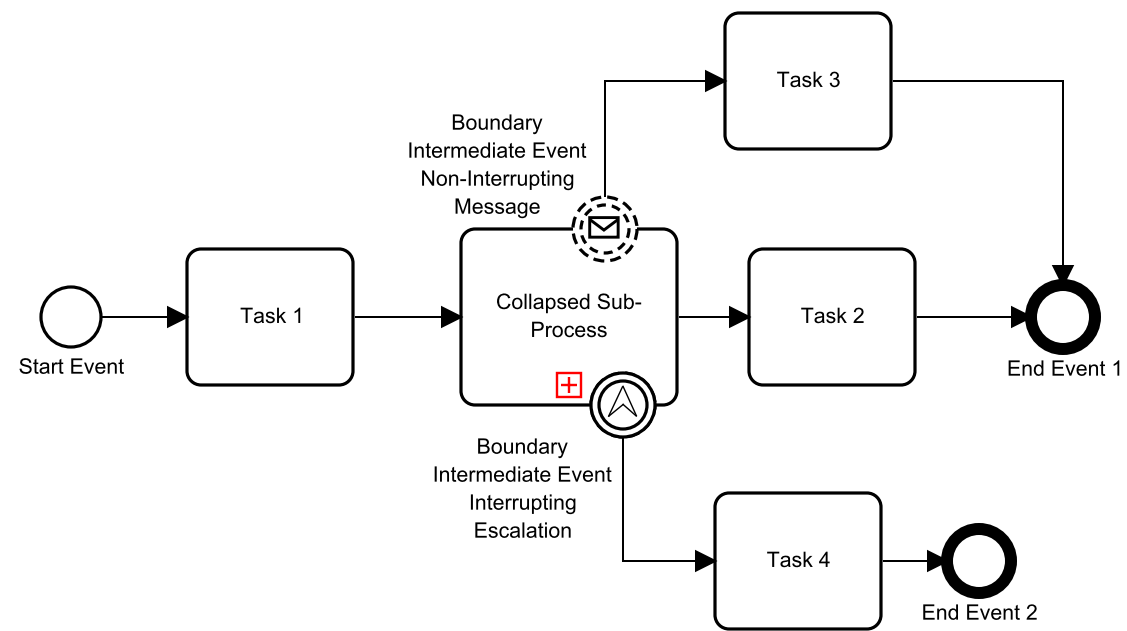 Task 3
Boundary
Intermediate Event
Non-Interrupting
Message
Start Event
Task 1
Collapsed Sub-
Process
Task 2
End Event 1
Boundary
Intermediate Event
Interrupting
Escalation
Task 4
End Event 2